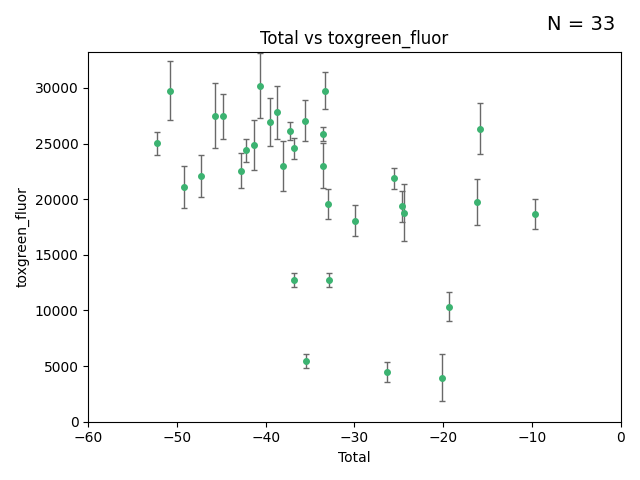 N = 33
Total vs toxgreen_fluor
30000
25000
20000
15000
10000
5000
0
toxgreen_fluor
−60 −50 −40 −30 −20 −10 0
Total